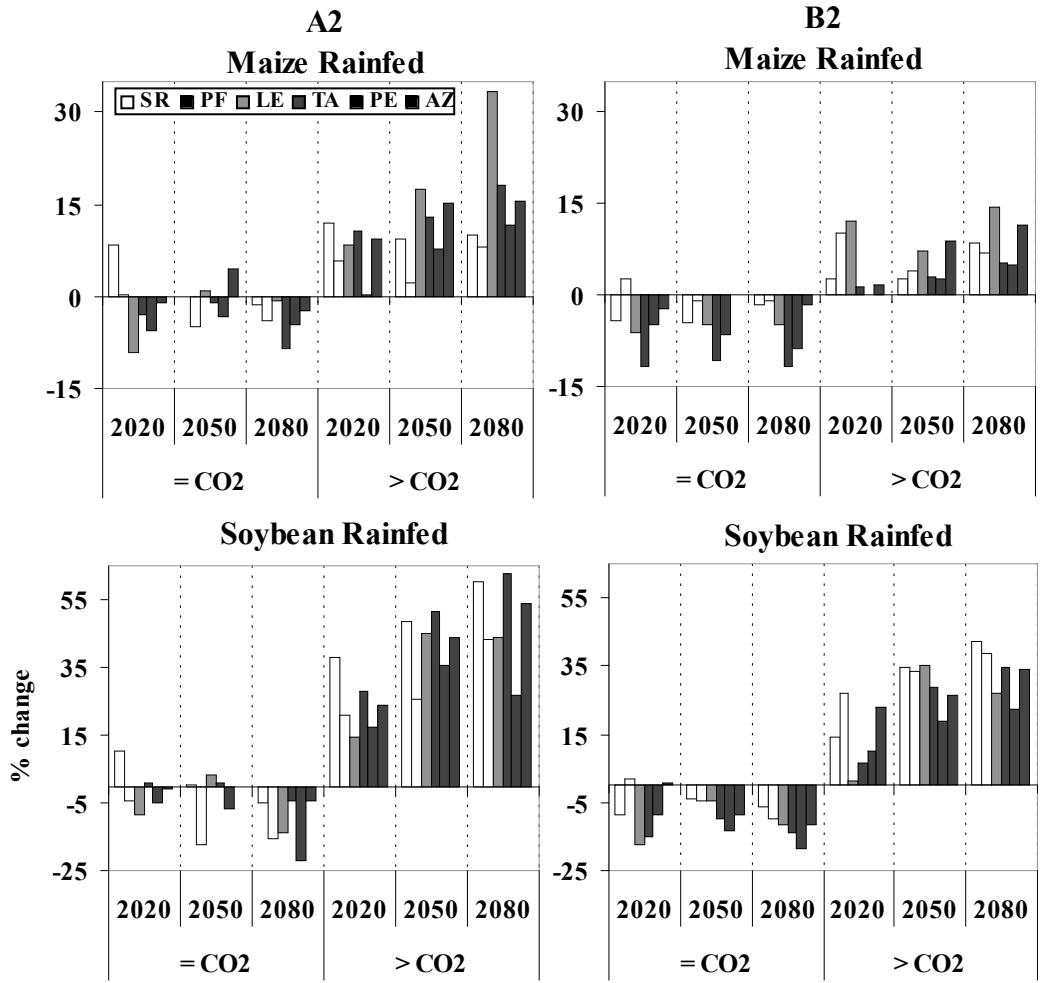 A2
Maize Rainfed
SR PF LE TA PE AZ
30
15
0
-15
2020 2050 2080 2020 2050 2080
= CO2 > CO2
B2
Maize Rainfed
30
15
0
-15
2020 2050 2080 2020 2050 2080
= CO2 > CO2
Soybean Rainfed
% change
55
35
15
-5
-25
2020 2050 2080 2020 2050 2080
= CO2 > CO2
Soybean Rainfed
55
35
15
-5
-25
2020 2050 2080 2020 2050 2080
= CO2 > CO2